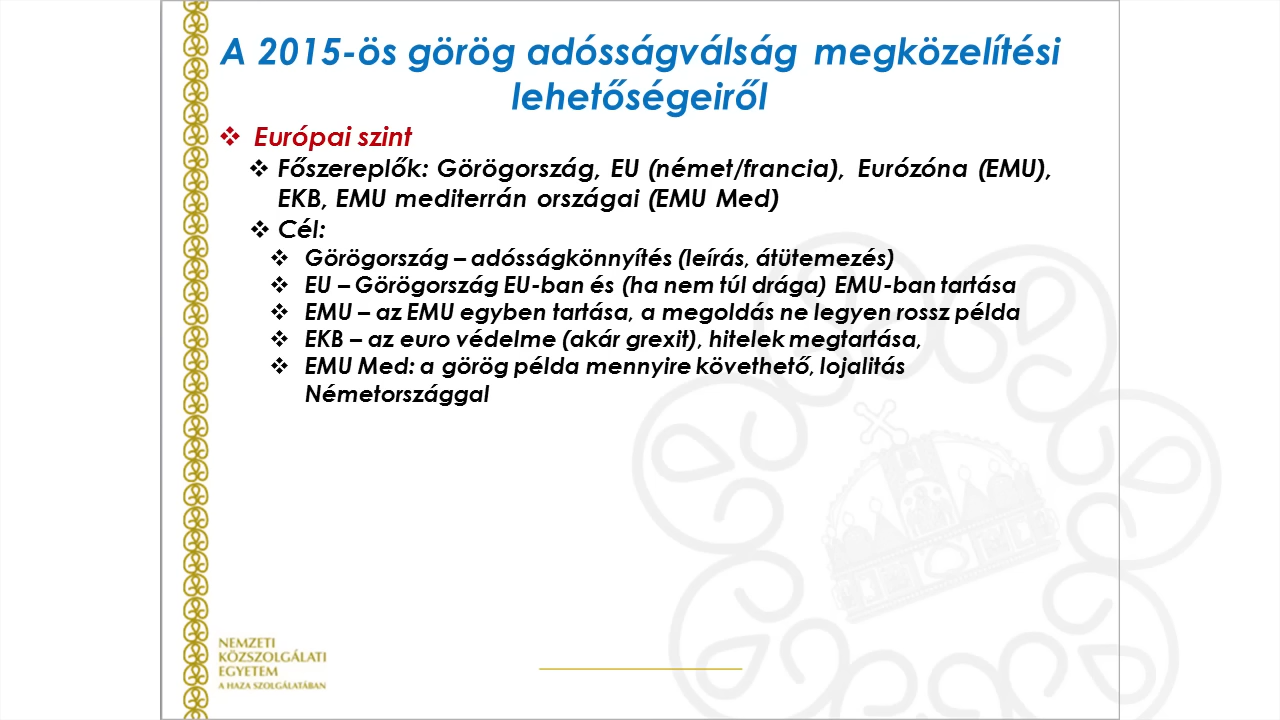 A 2015-ös görög adósságválság megközelítési
lehetőségeiről
❖ Európai szint
❖ Főszereplők: Görögország, EU (német/francia), Eurózóna (EMU),
EKB, EMU mediterrán országai (EMU Med)
❖ Cél:
❖ Görögország – adósságkönnyítés (leírás, átütemezés)
❖ EU – Görögország EU-ban és (ha nem túl drága) EMU-ban tartása
❖ EMU – az EMU egyben tartása, a megoldás ne legyen rossz példa
❖ EKB – az euro védelme (akár grexit), hitelek megtartása,
❖ EMU Med: a görög példa mennyire követhető, lojalitás
Németországgal
NEMZETI
KÖZSZOLGÁLATI
EGYETEM
A HAZA SZOLGÁLATÁBAN